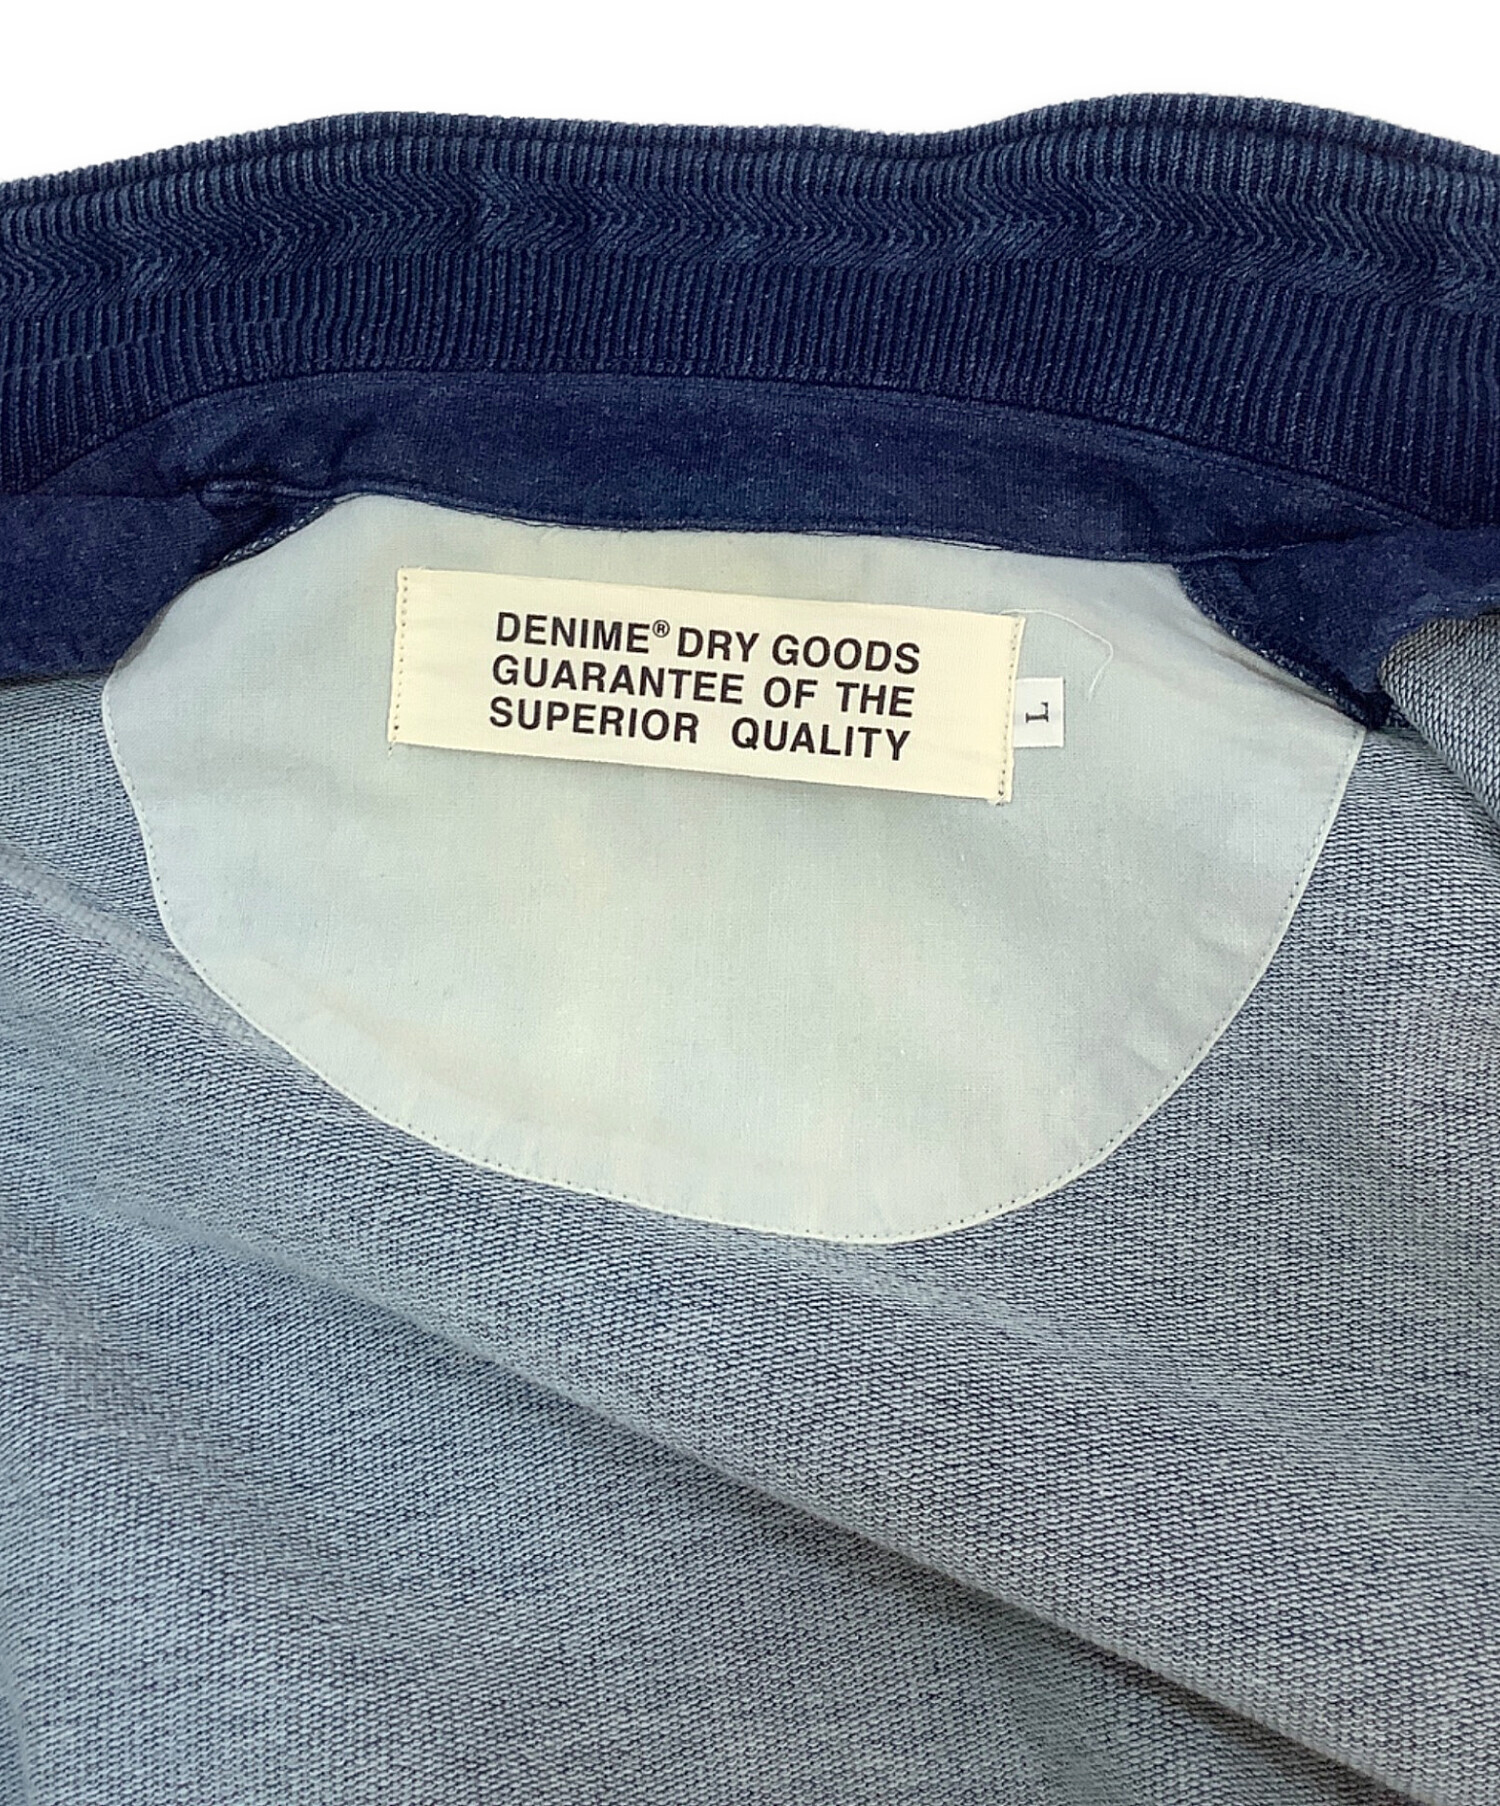 DENIME® DRY GOODS
GUARANTEE OF THE
SUPERIOR QUALITY
L